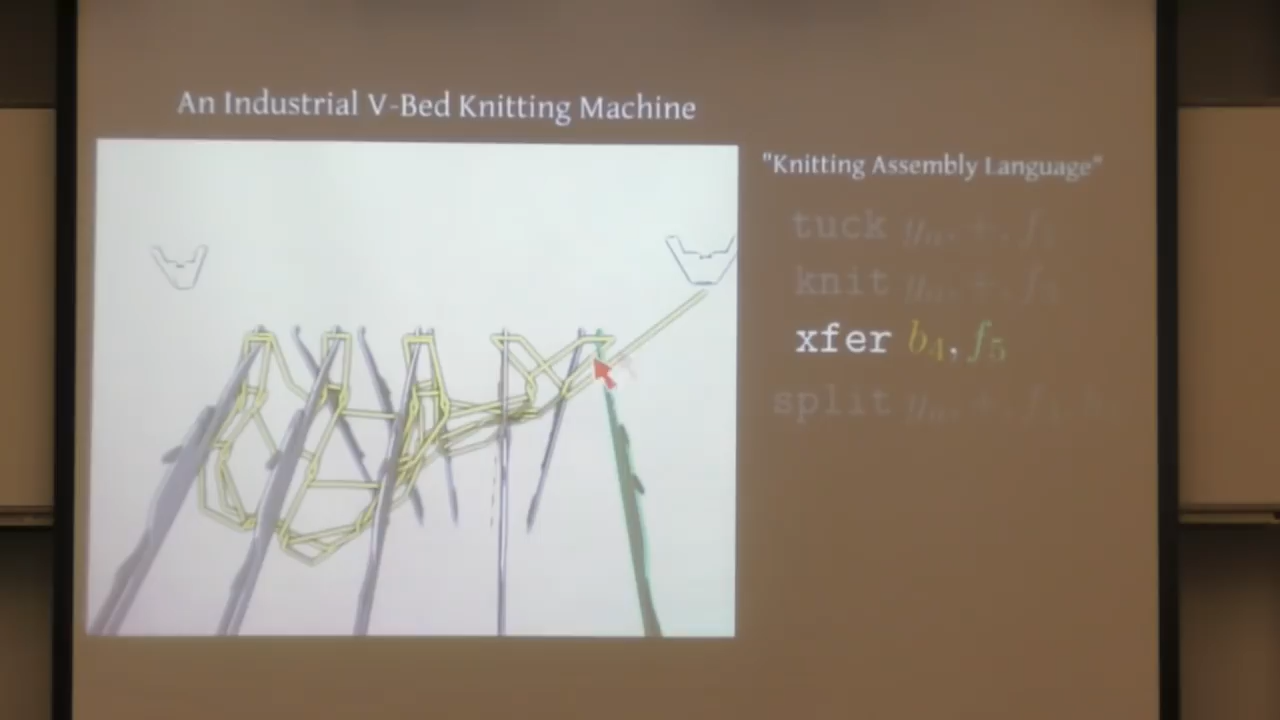 An Industrial V-Bed Knitting Machine
"Knitting Assembly Language"
tuck
knit
xfer b₄, f₅
split